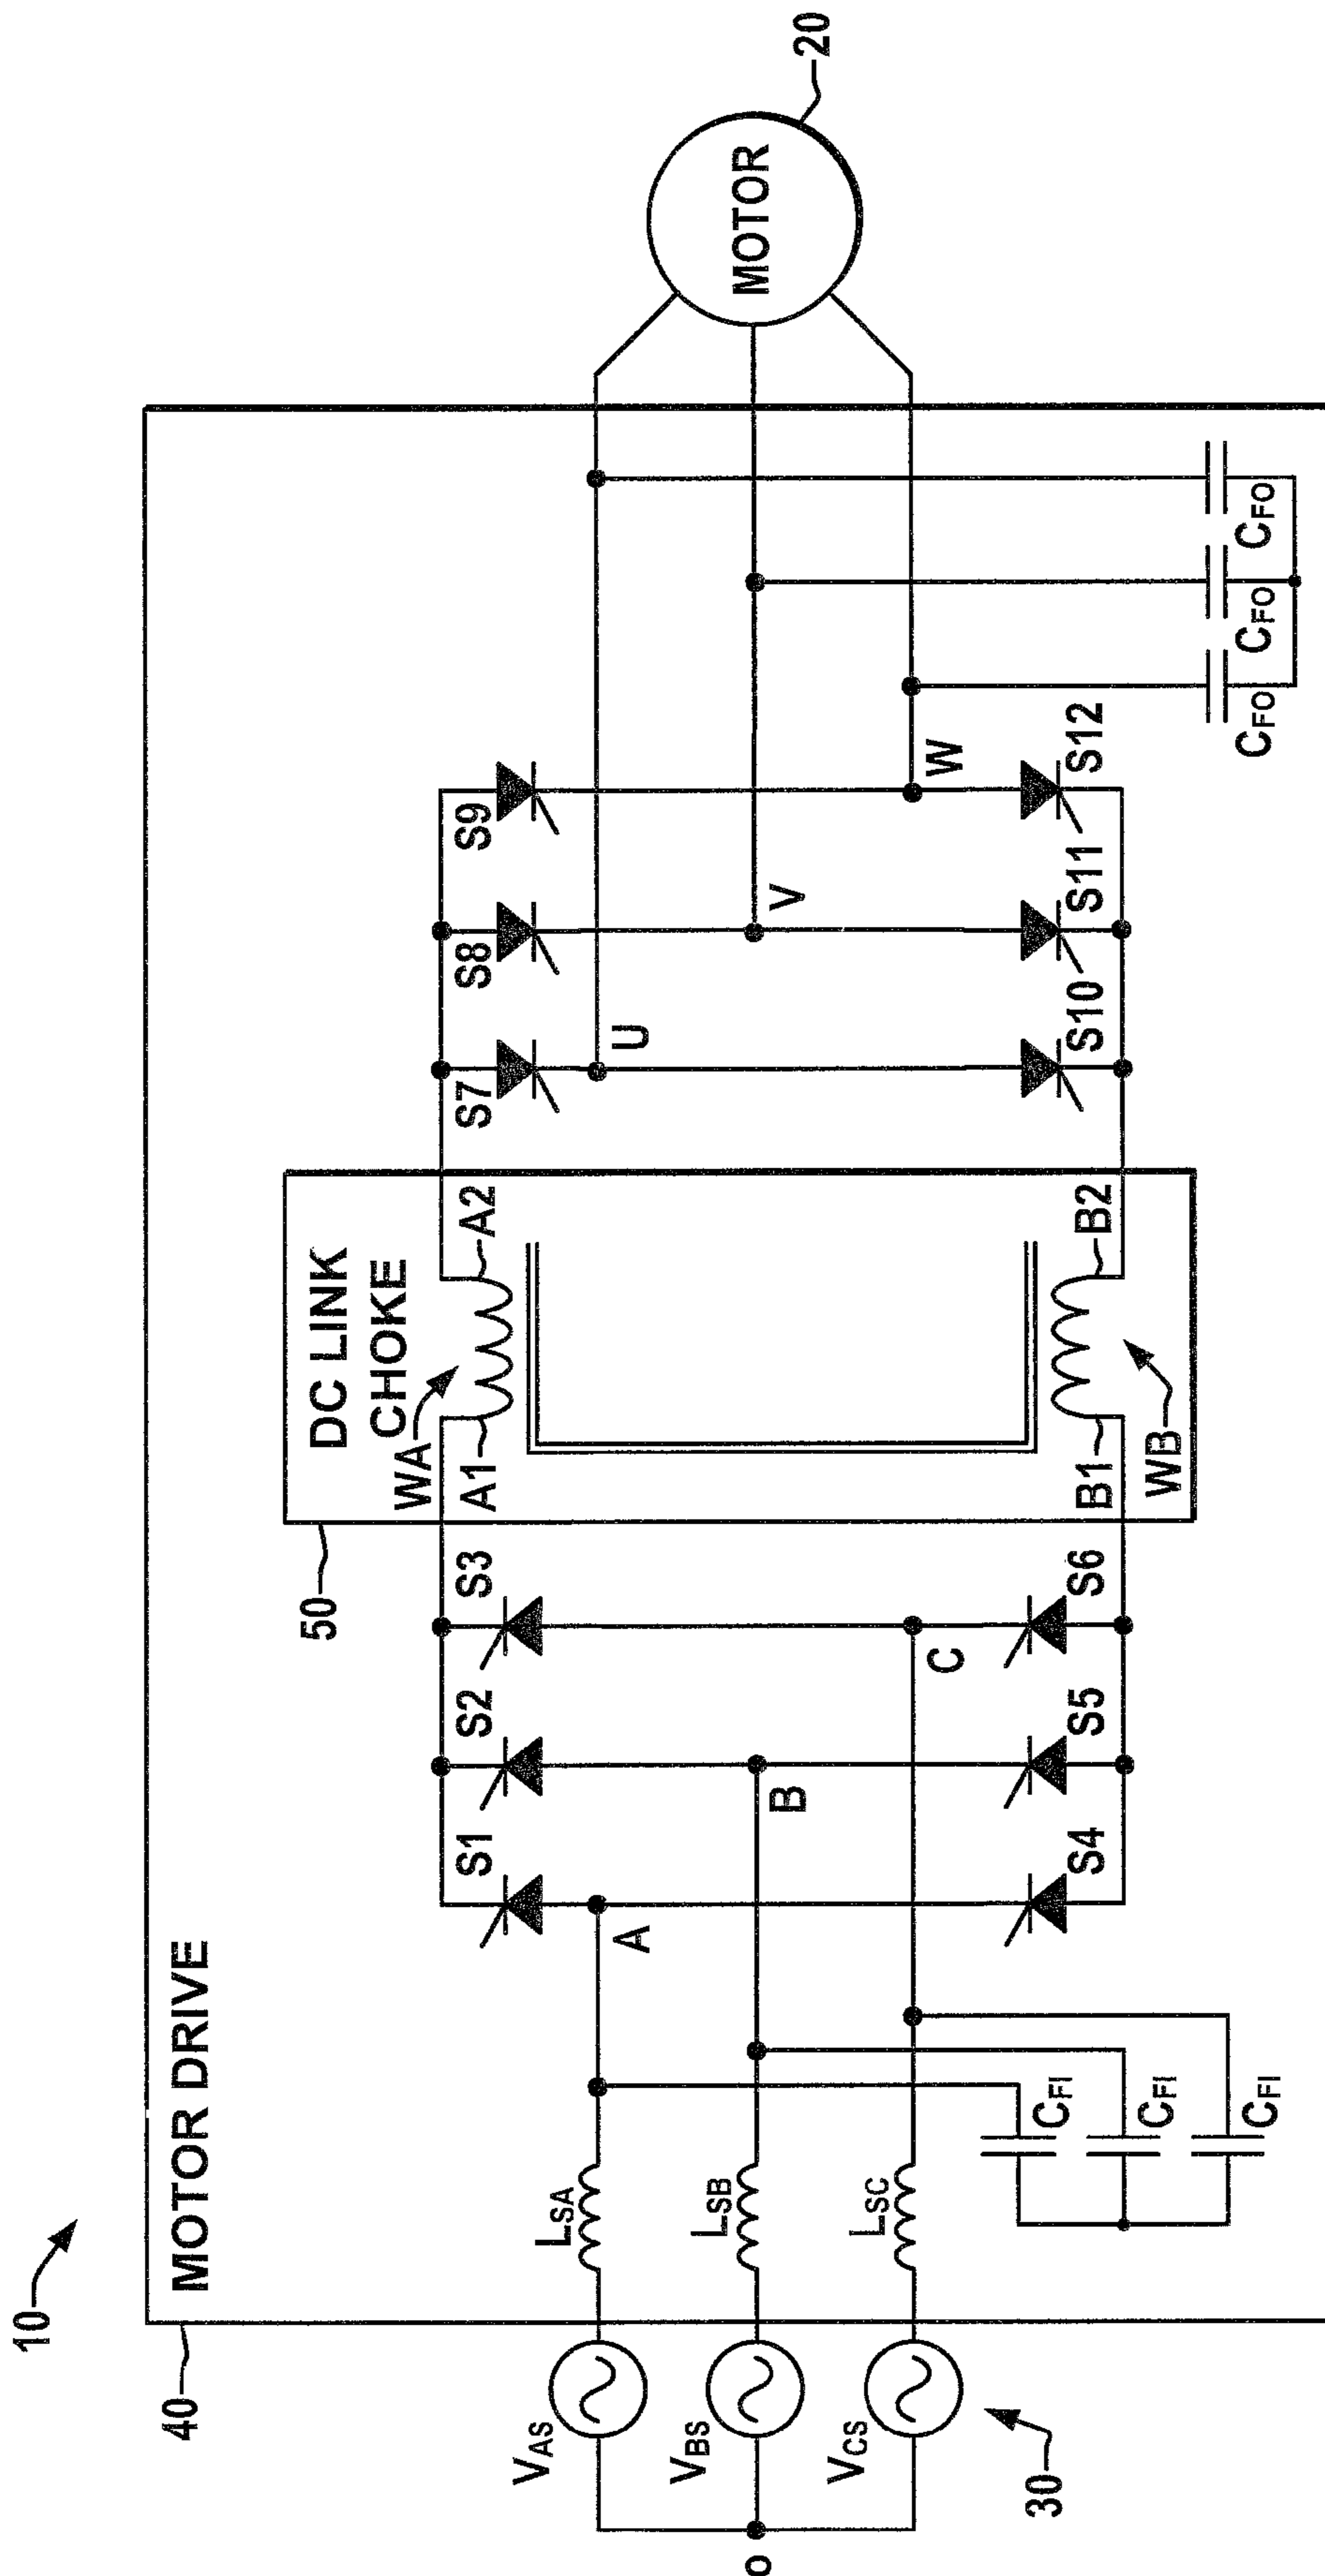 10
40
MOTOR DRIVE
30
o
VAS
VBS
VCS
LSA
LSB
LSC
CFI
CFI
CFI
A
B
C
S1
S2
S3
S4
S5
S6
50
DC LINK
CHOKE
WA
A1
A2
B1
B2
WB
S7
S8
S9
U
V
W
S10
S11
S12
CFO
CFO
CFO
MOTOR
20